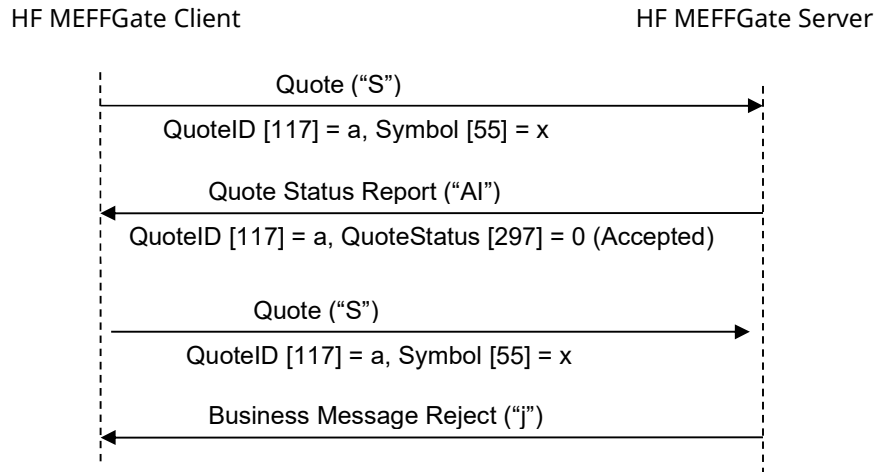 HF MEFFGate Client
HF MEFFGate Server
Quote (“S”)
QuoteID [117] = a, Symbol [55] = x
Quote Status Report (“AI”)
QuoteID [117] = a, QuoteStatus [297] = 0 (Accepted)
Quote (“S”)
QuoteID [117] = a, Symbol [55] = x
Business Message Reject (“j”)